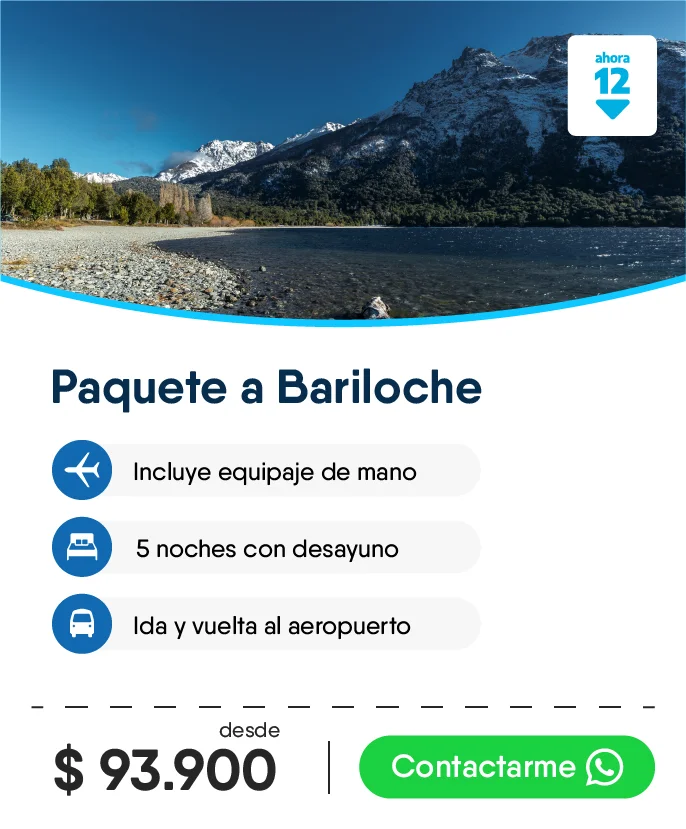 ahora
12
Paquete a Bariloche
Incluye equipaje de mano
5 noches con desayuno
Ida y vuelta al aeropuerto
desde
$ 93.900
Contactarme